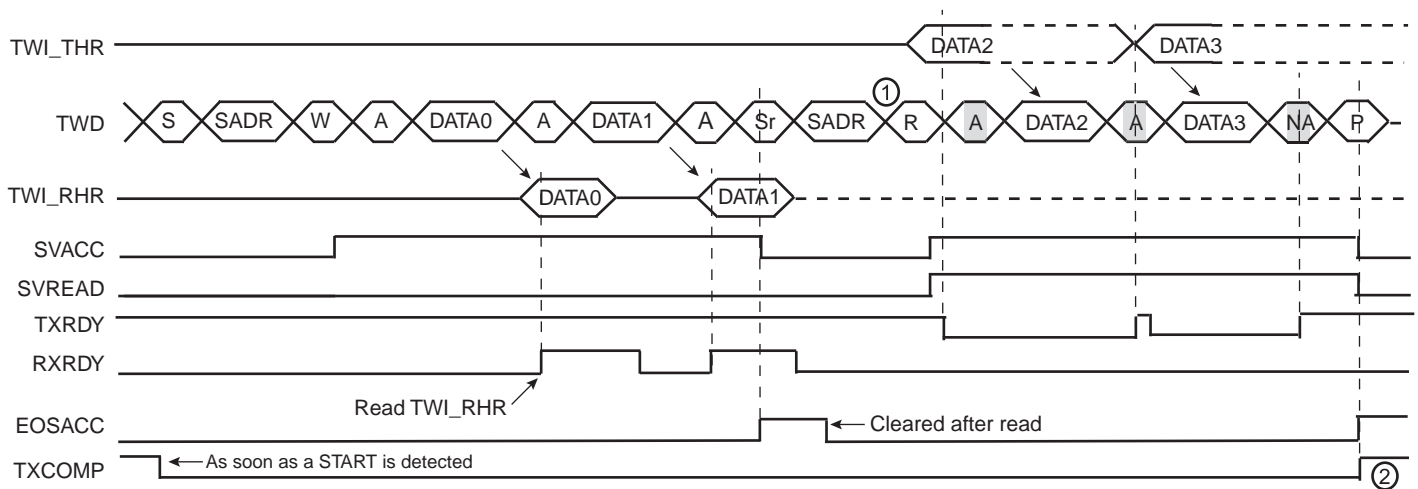 TWI_THR DATA2 DATA3
①
TWD S SADR W A DATA0 A DATA1 A Sr SADR R A DATA2 A DATA3 NA P
TWI_RHR DATA0 DATA1
SVACC
SVREAD
TXRDY
RXRDY
Read TWI_RHR
EOSACC Cleared after read
TXCOMP As soon as a START is detected ②